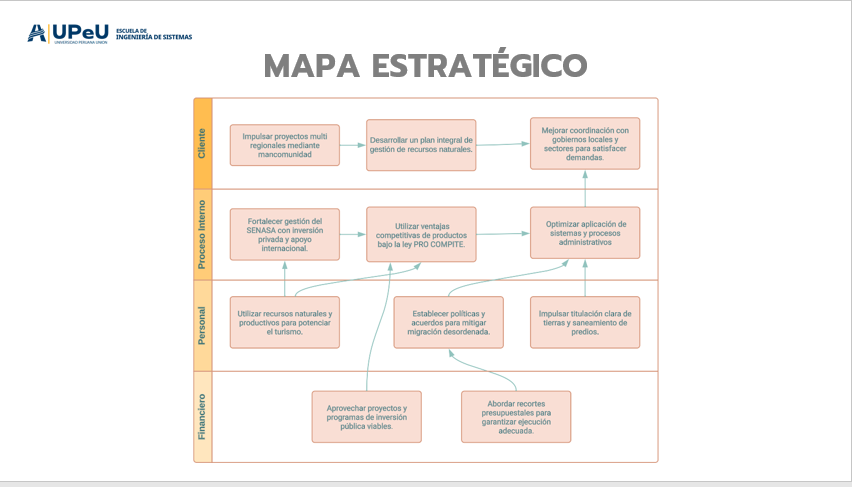 UPeU
UNIVERSIDAD PERUANA UNIÓN
ESCUELA DE
INGENIERÍA DE SISTEMAS
MAPA ESTRATÉGICO
Cliente
Impulsar proyectos multi
regionales mediante
mancomunidad
Desarrollar un plan integral de
gestión de recursos naturales.
Mejorar coordinación con
gobiernos locales y
sectores para satisfacer
demandas.
Proceso Interno
Fortalecer gestión del
SENASA con inversión
privada y apoyo
internacional.
Utilizar ventajas
competitivas de productos
bajo la ley PRO COMPITE.
Optimizar aplicación de
sistemas y procesos
administrativos
Personal
Utilizar recursos naturales y
productivos para potenciar
el turismo.
Establecer políticas y
acuerdos para mitigar
migración desordenada.
Impulsar titulación clara de
tierras y saneamiento de
predios.
Financiero
Aprovechar proyectos y
programas de inversión
pública viables.
Abordar recortes
presupuestales para
garantizar ejecución
adecuada.